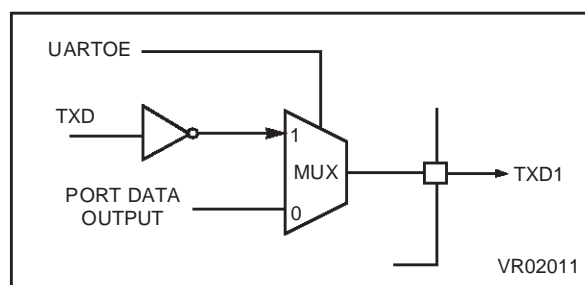 UARTOE
TXD
1
MUX
TXD1
PORT DATA
OUTPUT
0
VR02011